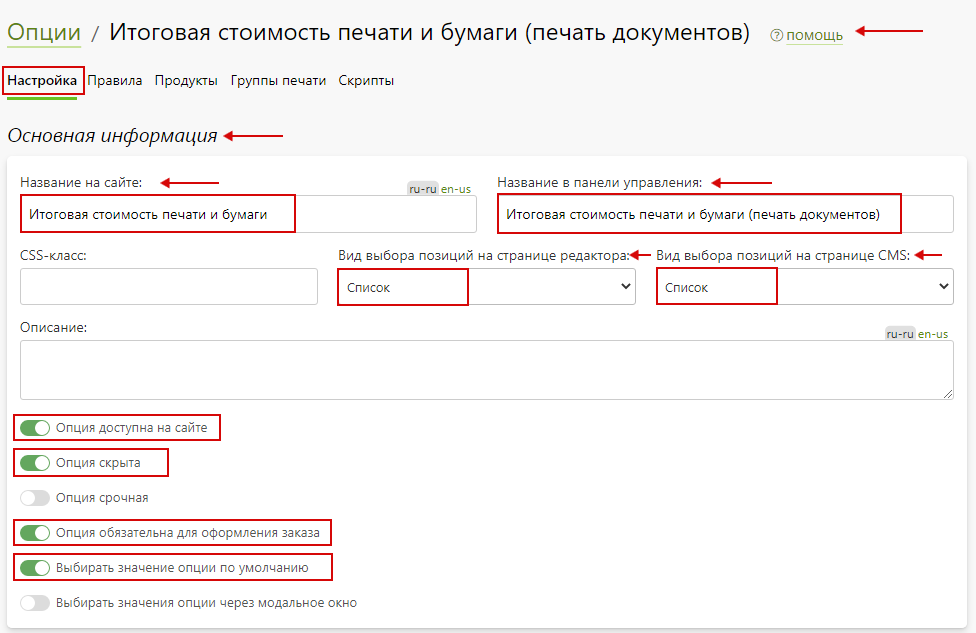 Опции / Итоговая стоимость печати и бумаги (печать документов) ? помощь
Настройка Правила Продукты Группы печати Скрипты
Основная информация
Название на сайте: ru-ru en-us Название в панели управления:
Итоговая стоимость печати и бумаги Итоговая стоимость печати и бумаги (печать документов)
CSS-класс: Вид выбора позиций на странице редактора: Вид выбора позиций на странице CMS:
Список Список
Описание: ru-ru en-us
Опция доступна на сайте
Опция скрыта
Опция срочная
Опция обязательна для оформления заказа
Выбирать значение опции по умолчанию
Выбирать значения опции через модальное окно